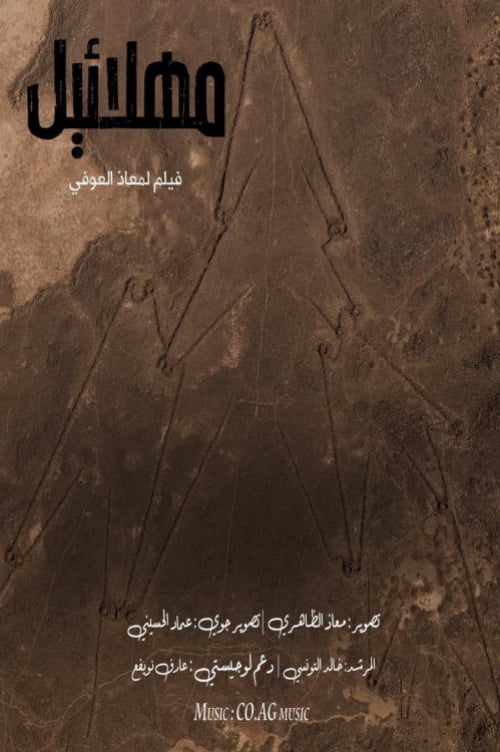 مهلائيل
فيلم لمعاذ العوفي
تصوير : معاذ الظاهري | تصوير جوي : عماد الحسيني
المرشد : خالد التونسي | دعم لوجيستي : عارف نويفع
MUSIC : CO.AG MUSIC